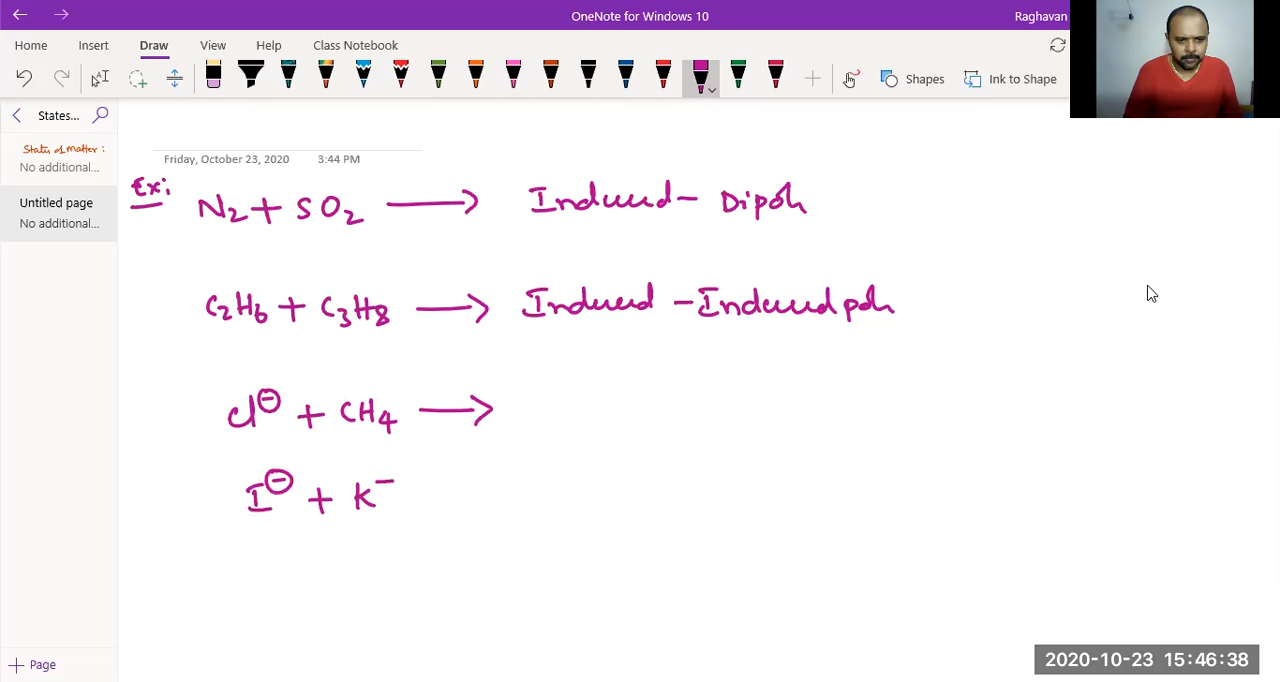 OneNote for Windows 10
Raghavan
Home Insert Draw View Help Class Notebook
Shapes Ink to Shape
States...
States of matter :
No additional...
Untitled page
No additional...
Friday, October 23, 2020 3:44 PM
Ex:
N2 + SO2 → Induced - Dipole
C2H6 + C3H8 → Induced - Induced pole
Cl⊖ + CH4 →
I⊖ + K−
+ Page
2020-10-23 15:46:38